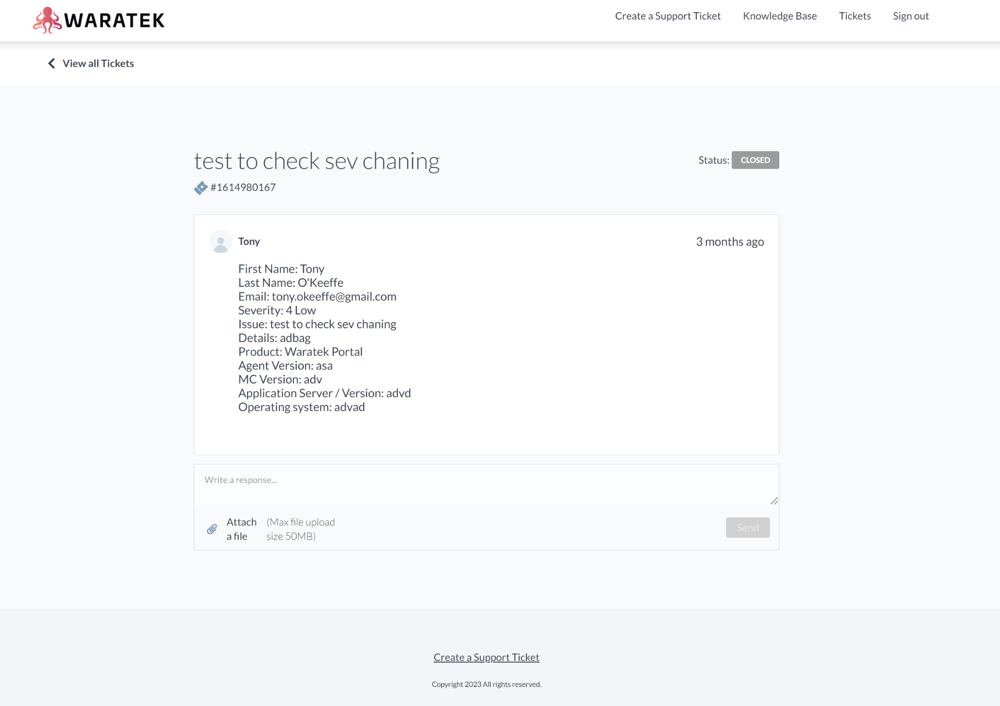 WARATEK
Create a Support Ticket
Knowledge Base
Tickets
Sign out
View all Tickets
test to check sev chaning
Status: CLOSED
#1614980167
Tony
3 months ago
First Name: Tony
Last Name: O'Keeffe
Email: tony.okeeffe@gmail.com
Severity: 4 Low
Issue: test to check sev chaning
Details: adbag
Product: Waratek Portal
Agent Version: asa
MC Version: adv
Application Server / Version: advd
Operating system: advad
Write a response...
Attach
a file
(Max file upload
size 50MB)
Send
Create a Support Ticket
Copyright 2023 All rights reserved.